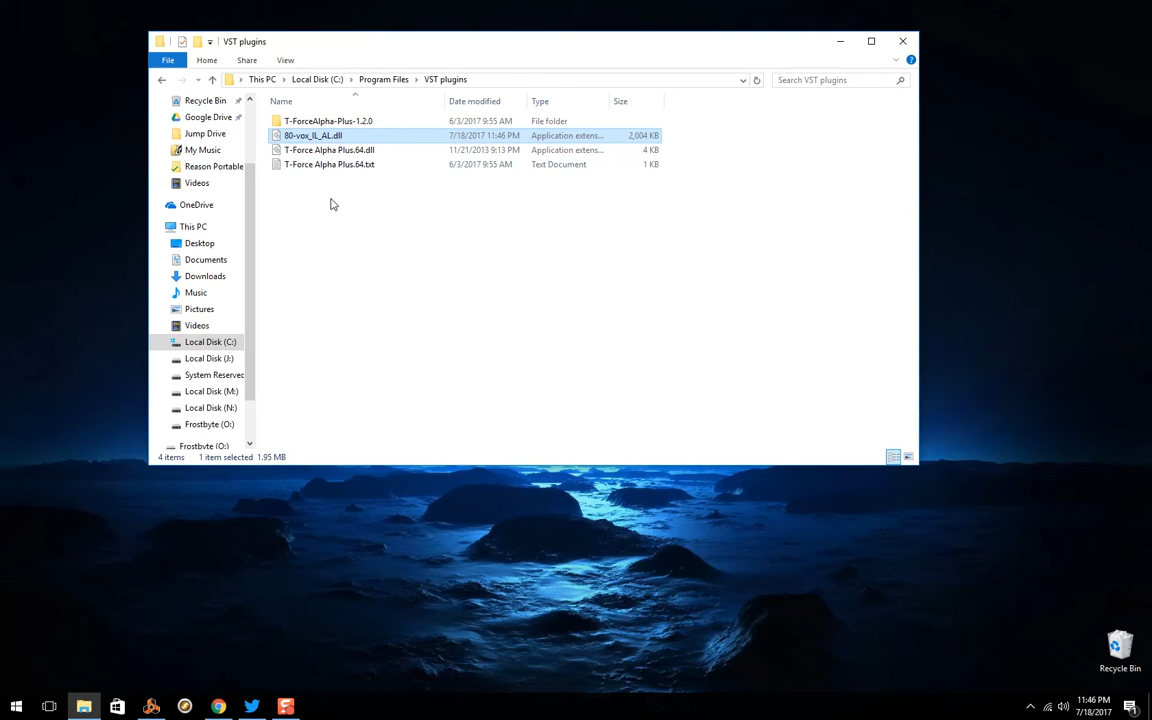 VST plugins
File Home Share View
This PC Local Disk (C:) Program Files VST plugins Search VST plugins
Name Date modified Type Size
T-ForceAlpha-Plus-1.2.0 6/3/2017 9:55 AM File folder
80-vox_IL_AL.dll 7/18/2017 11:46 PM Application extens... 2,004 KB
T-Force Alpha Plus.64.dll 11/21/2013 9:13 PM Application extens... 4 KB
T-Force Alpha Plus.64.txt 6/3/2017 9:55 AM Text Document 1 KB
Recycle Bin
Google Drive
Jump Drive
My Music
Reason Portable
Videos
OneDrive
This PC
Desktop
Documents
Downloads
Music
Pictures
Videos
Local Disk (C:)
Local Disk (J:)
System Reserved
Local Disk (M:)
Local Disk (N:)
Frostbyte (O:)
Frostbyte (O:)
4 items 1 item selected 1.95 MB
Recycle Bin
11:46 PM
7/18/2017
1